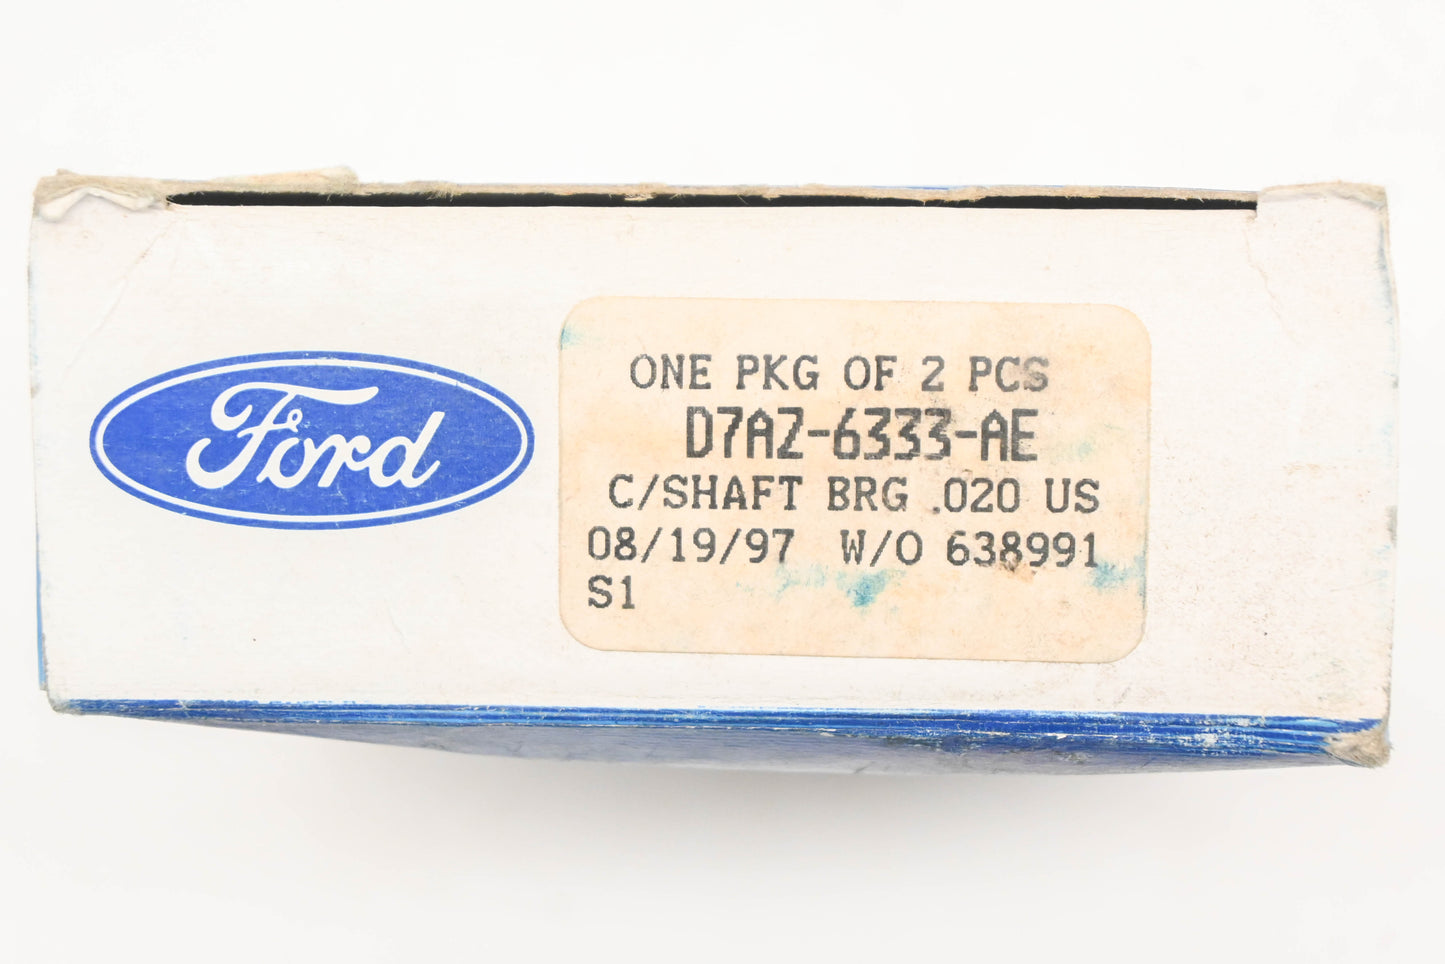 Ford
ONE PKG OF 2 PCS
D7AZ-6333-AE
C/SHAFT BRG .020 US
08/19/97 W/O 638991
S1